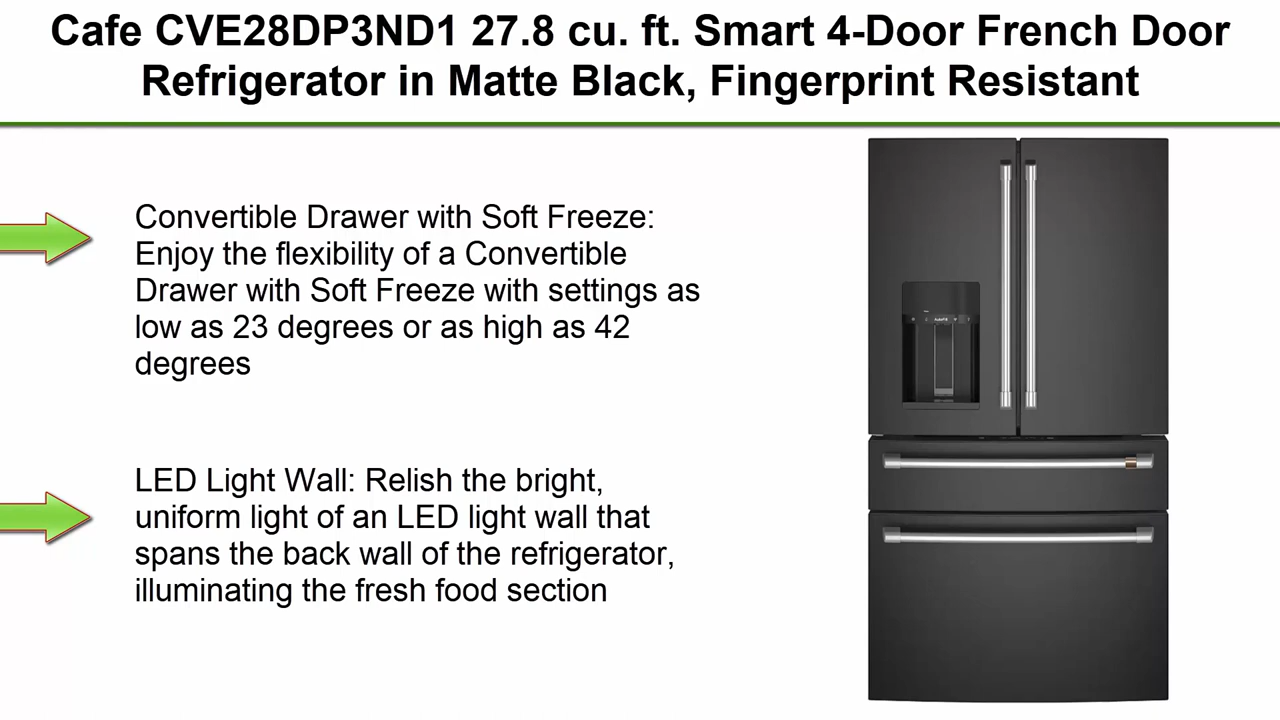 Cafe CVE28DP3ND1 27.8 cu. ft. Smart 4-Door French Door
Refrigerator in Matte Black, Fingerprint Resistant
Convertible Drawer with Soft Freeze:
Enjoy the flexibility of a Convertible
Drawer with Soft Freeze with settings as
low as 23 degrees or as high as 42
degrees
LED Light Wall: Relish the bright,
uniform light of an LED light wall that
spans the back wall of the refrigerator,
illuminating the fresh food section